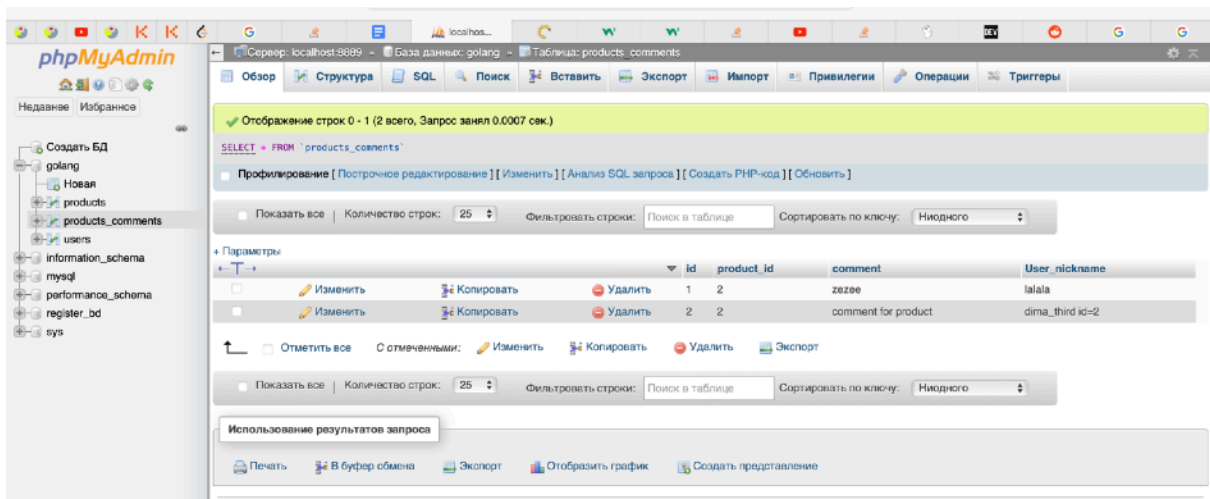 localhos...
DEV
phpMyAdmin
Недавнее Избранное
Создать БД
golang
Новая
products
products_comments
users
information_schema
mysql
performance_schema
register_bd
sys
Сервер: localhost:8889 » База данных: golang » Таблица: products_comments
Обзор Структура SQL Поиск Вставить Экспорт Импорт Привилегии Операции Триггеры
Отображение строк 0 - 1 (2 всего, Запрос занял 0.0007 сек.)
SELECT * FROM `products_comments`
Профилирование [ Построчное редактирование ] [ Изменить ] [ Анализ SQL запроса ] [ Создать PHP-код ] [ Обновить ]
Показать все | Количество строк: 25 Фильтровать строки: Поиск в таблице Сортировать по ключу: Ниодного
+ Параметры
←T→ ▼ id product_id comment User_nickname
Изменить Копировать Удалить 1 2 zezee lalala
Изменить Копировать Удалить 2 2 comment for product dima_third id=2
Отметить все С отмеченными: Изменить Копировать Удалить Экспорт
Показать все | Количество строк: 25 Фильтровать строки: Поиск в таблице Сортировать по ключу: Ниодного
Использование результатов запроса
Печать В буфер обмена Экспорт Отобразить график Создать представление